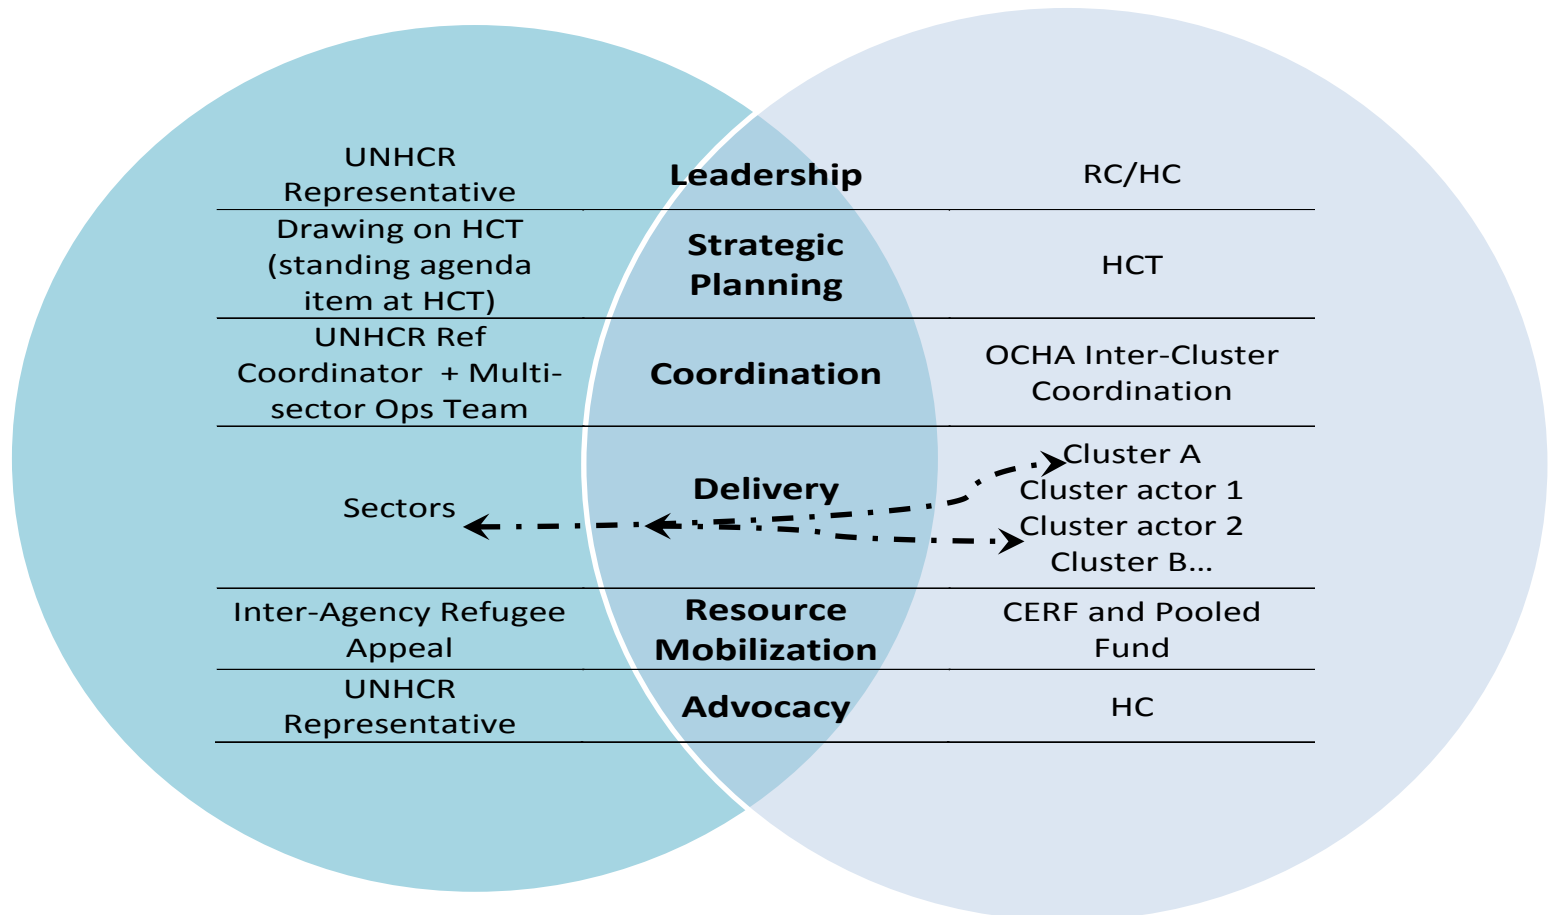 UNHCR
Representative
Leadership
RC/HC
Drawing on HCT
(standing agenda
item at HCT)
Strategic
Planning
HCT
UNHCR Ref
Coordinator + Multi-
sector Ops Team
Coordination
OCHA Inter-Cluster
Coordination
Sectors
Delivery
Cluster A
Cluster actor 1
Cluster actor 2
Cluster B...
Inter-Agency Refugee
Appeal
Resource
Mobilization
CERF and Pooled
Fund
UNHCR
Representative
Advocacy
HC